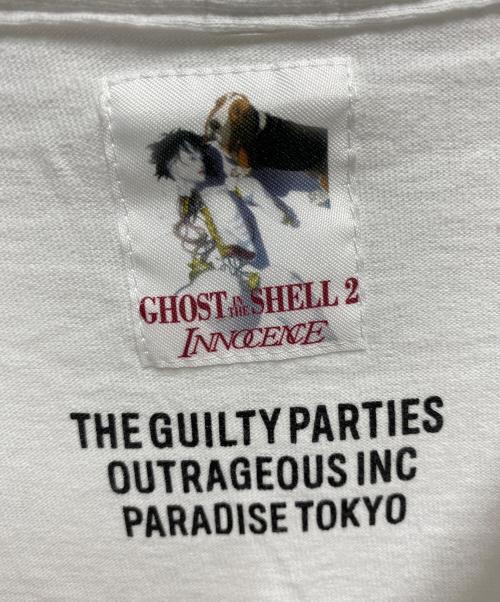 GHOST IN THE SHELL 2
INNOCENCE
THE GUILTY PARTIES
OUTRAGEOUS INC
PARADISE TOKYO